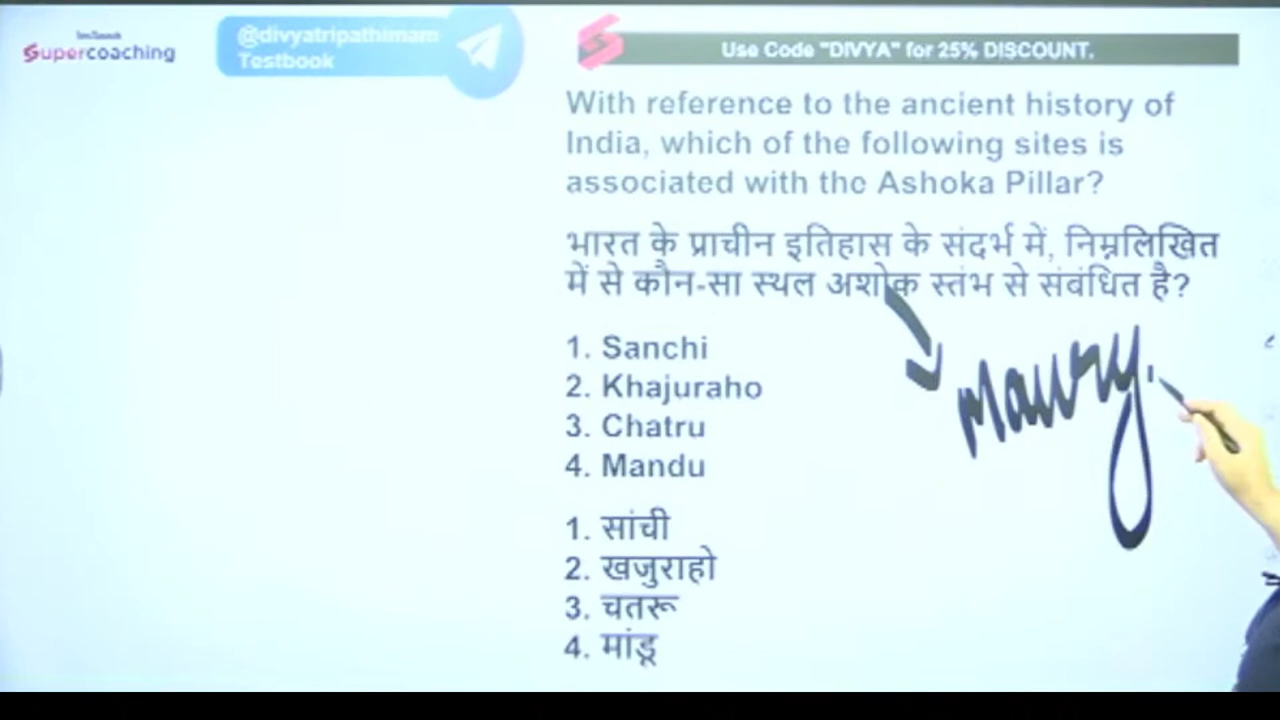 Supercoaching
@divyatripathimam
Testbook
Use Code "DIVYA" for 25% DISCOUNT.
With reference to the ancient history of
India, which of the following sites is
associated with the Ashoka Pillar?
भारत के प्राचीन इतिहास के संदर्भ में, निम्नलिखित
में से कौन-सा स्थल अशोक स्तंभ से संबंधित है?
1. Sanchi
2. Khajuraho
3. Chatru
4. Mandu
Maury
1. सांची
2. खजुराहो
3. चतरू
4. मांडू